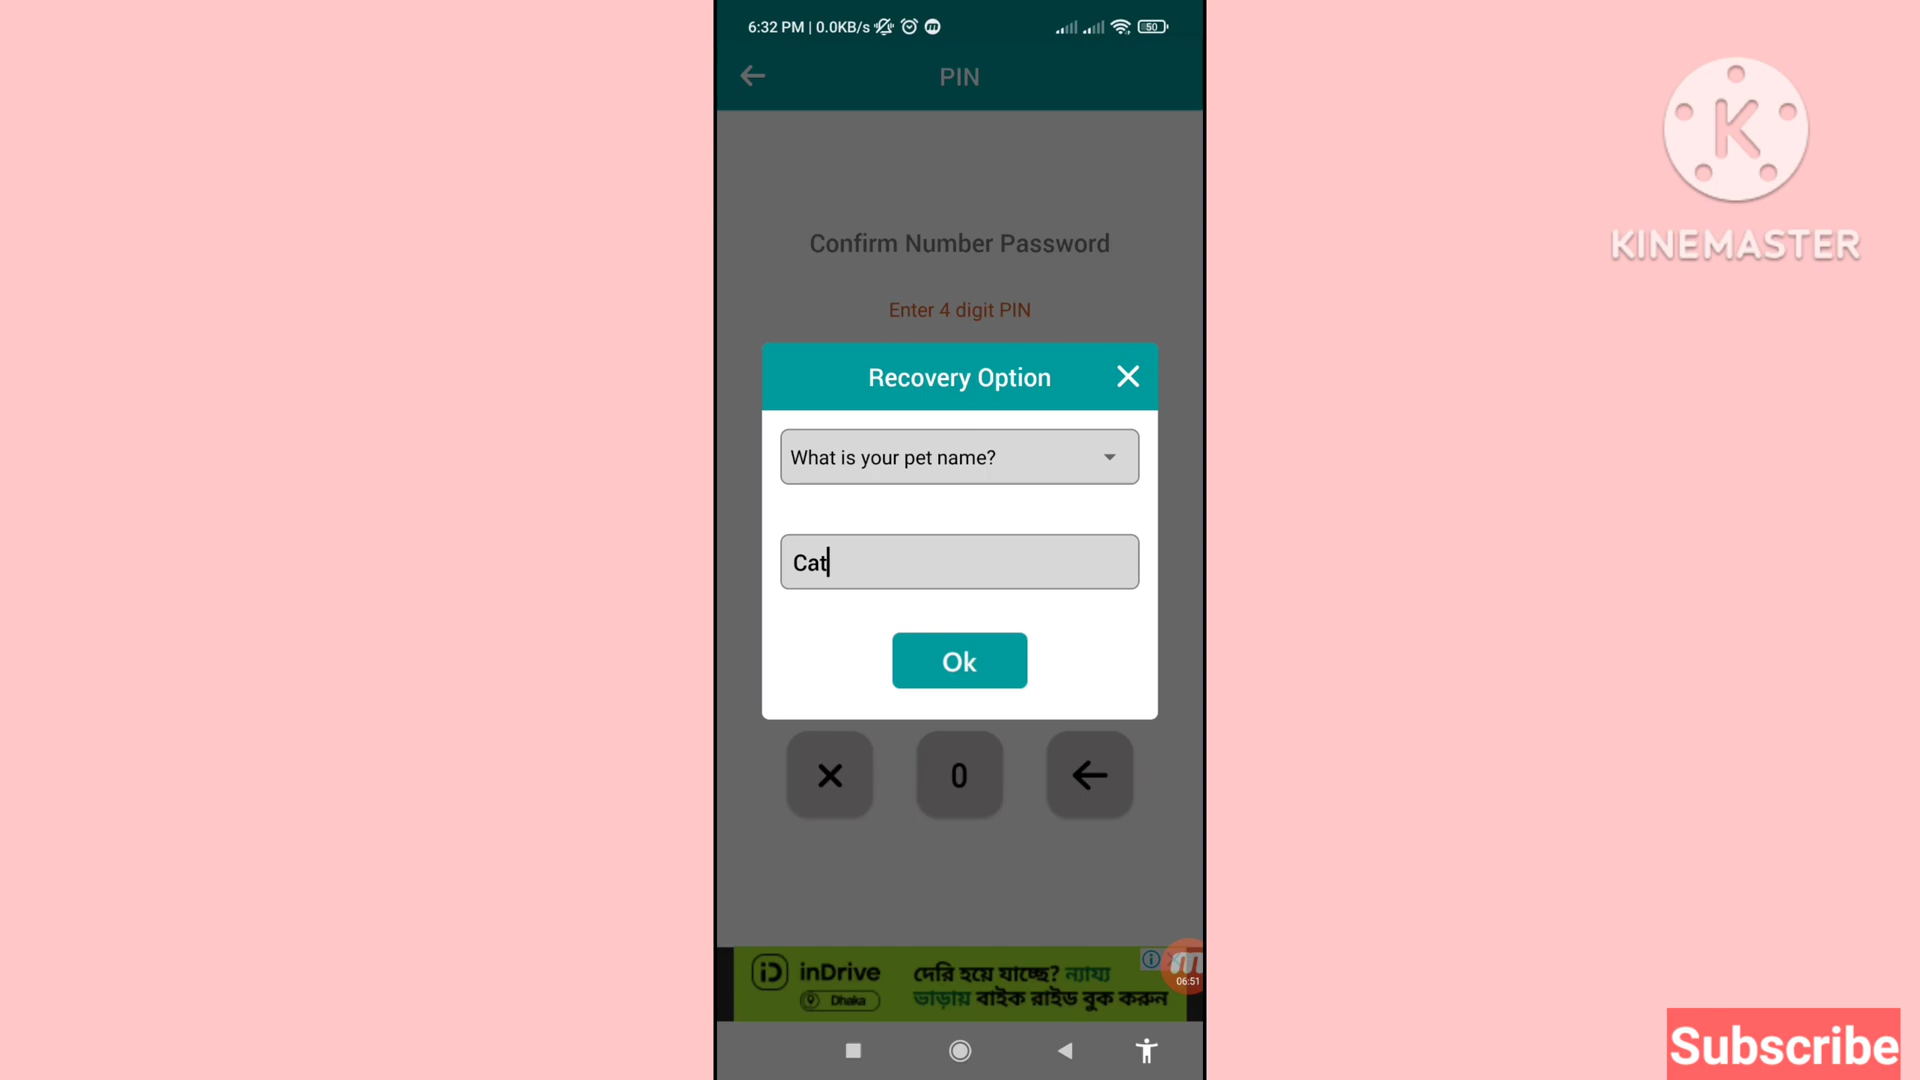 6:32 PM | 0.0KB/s
50
PIN
Confirm Number Password
Enter 4 digit PIN
Recovery Option
What is your pet name?
Cat
Ok
0
inDrive
Dhaka
দেরি হয়ে যাচ্ছে? ন্যায্য
ভাড়ায় বাইক রাইড বুক করুন
06:51
K
KINEMASTER
Subscribe